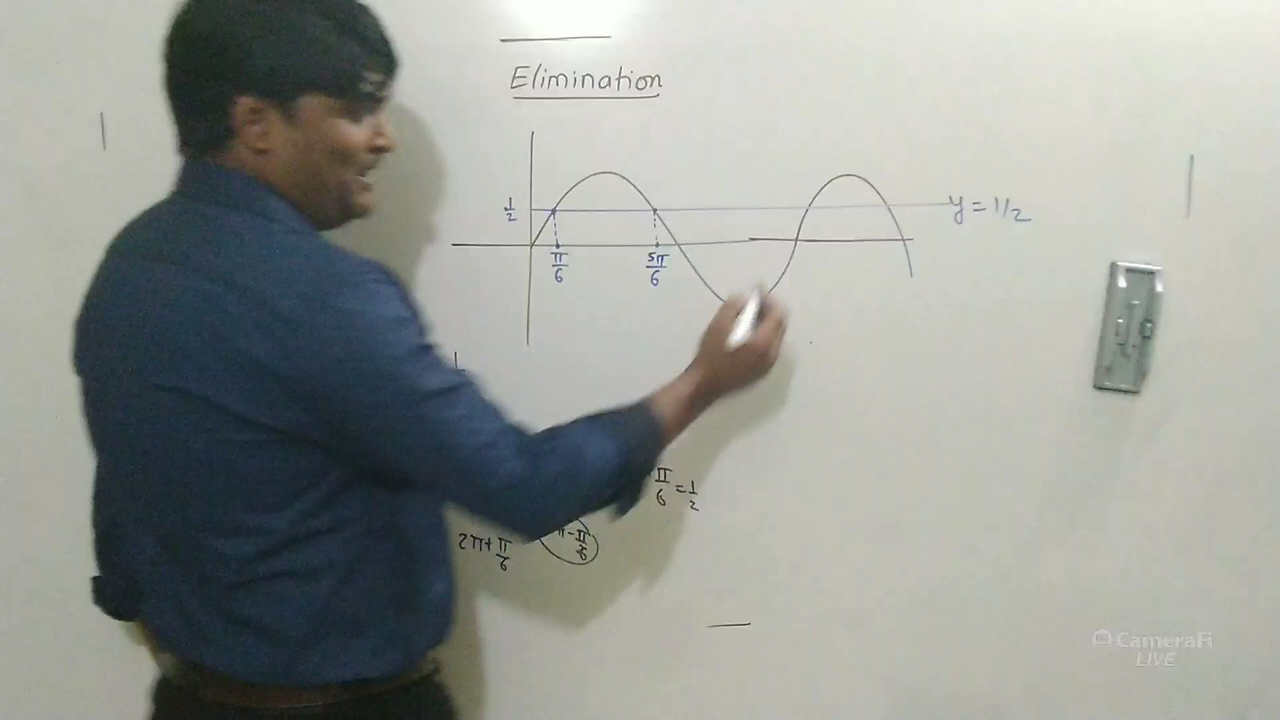 Elimination
1/2
y = 1/2
π/6
5π/6
π/6 = 1/2
2π+π/6
π-π/6
CameraFi
LIVE